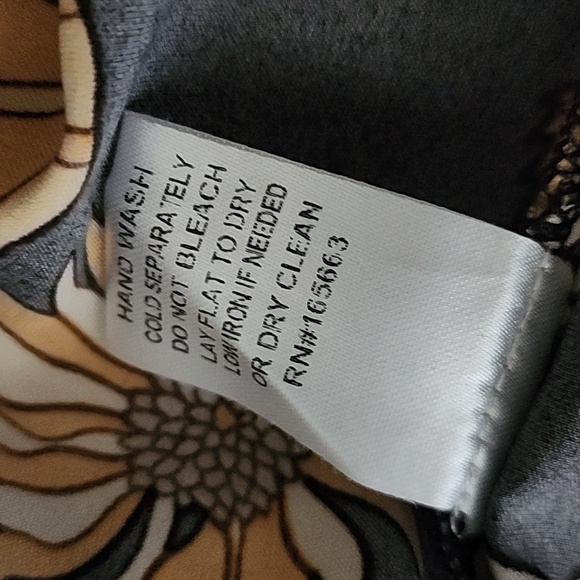 HAND WASH
COLD SEPARATELY
DO NOT BLEACH
LAY FLAT TO DRY
LOW IRON IF NEEDED
OR DRY CLEAN
RN#165663